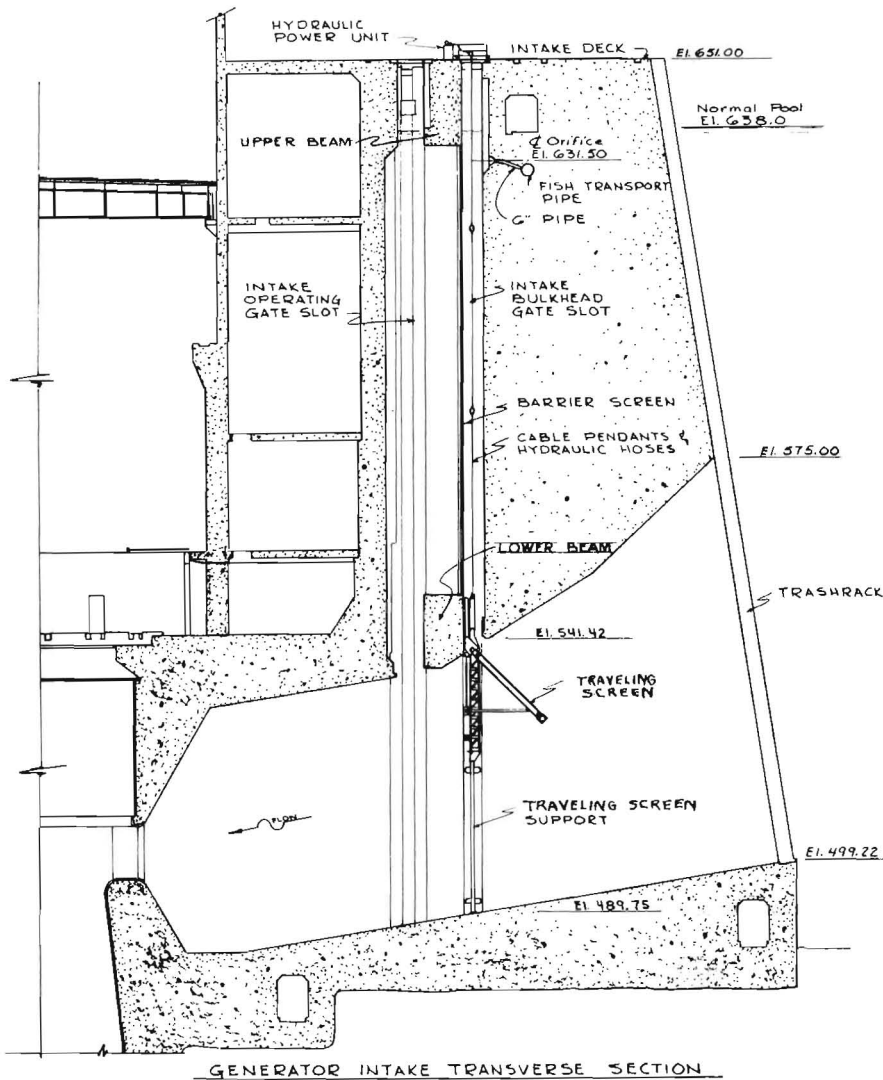 HYDRAULIC
POWER UNIT
INTAKE DECK
El. 651.00
Normal Pool
El. 638.0
UPPER BEAM
℄ Orifice
El. 631.50
FISH TRANSPORT
PIPE
6" PIPE
INTAKE
OPERATING
GATE SLOT
INTAKE
BULKHEAD
GATE SLOT
BARRIER SCREEN
CABLE PENDANTS &
HYDRAULIC HOSES
El. 575.00
LOWER BEAM
TRASHRACK
El. 541.42
TRAVELING
SCREEN
TRAVELING SCREEN
SUPPORT
FLOW
El. 499.22
El. 489.75
GENERATOR INTAKE TRANSVERSE SECTION